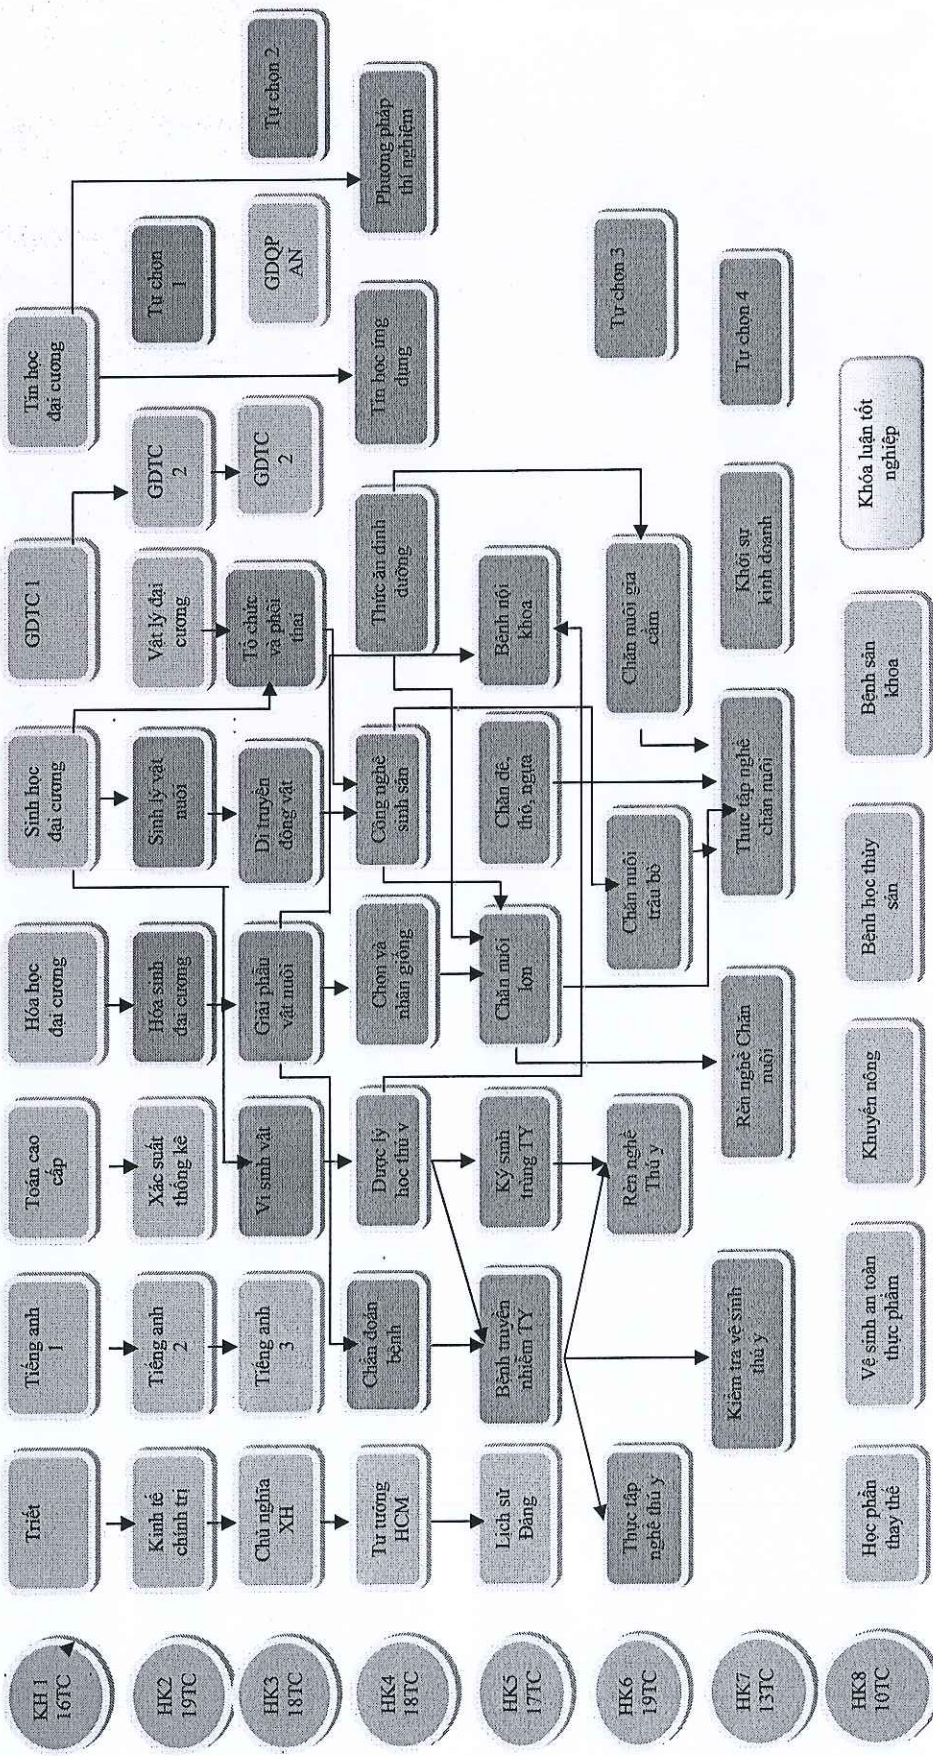 KH 1
16TC
Triết
Tiếng anh
1
Toán cao
cấp
Hóa học
đại cương
Sinh học
đại cương
GDTC 1
Tin học
đại cương
HK2
19TC
Kinh tế
chính trị
Tiếng anh
2
Xác suất
thống kê
Hóa sinh
đại cương
Sinh lý vật
nuôi
Vật lý đại
cương
GDTC
2
Tự chọn
1
HK3
18TC
Chủ nghĩa
XH
Tiếng anh
3
Vi sinh vật
Giải phẫu
vật nuôi
Di truyền
động vật
Tổ chức
và phôi
thai
GDTC
2
GDQP
AN
Tự chọn 2
HK4
18TC
Tư tưởng
HCM
Chẩn đoán
bệnh
Dược lý
học thú y
Chọn và
nhân giống
Công nghệ
sinh sản
Thức ăn dinh
dưỡng
Tin học ứng
dụng
Phương pháp
thí nghiệm
HK5
17TC
Lịch sử
Đảng
Bệnh truyền
nhiễm TY
Ký sinh
trùng TY
Chăn nuôi
lợn
Chăn dê,
thỏ, ngựa
Bệnh nội
khoa
HK6
19TC
Thực tập
nghề thú y
Rèn nghề
Thú y
Chăn nuôi
trâu bò
Chăn nuôi gia
cầm
Tự chọn 3
HK7
13TC
Kiểm tra vệ sinh
thú y
Rèn nghề Chăn
nuôi
Thực tập nghề
chăn nuôi
Khởi sự
kinh doanh
Tự chọn 4
HK8
10TC
Học phần
thay thế
Vệ sinh an toàn
thực phẩm
Khuyến nông
Bệnh học thủy
sản
Bệnh sản
khoa
Khóa luận tốt
nghiệp